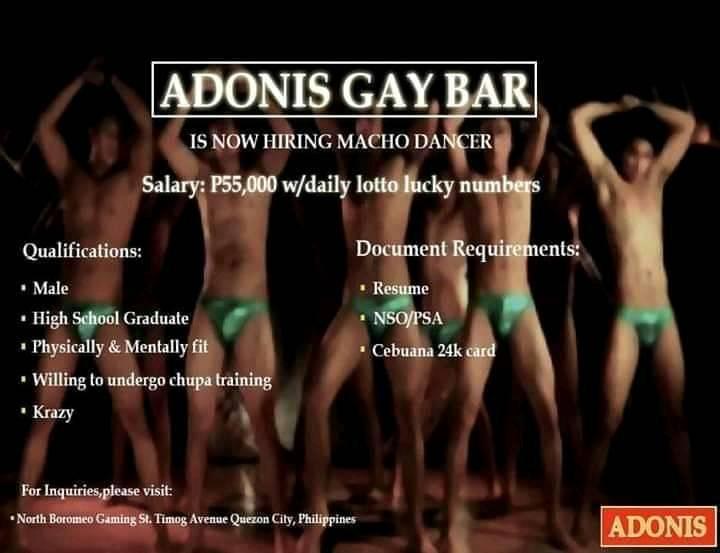 ADONIS GAY BAR
IS NOW HIRING MACHO DANCER
Salary: P55,000 w/daily lotto lucky numbers
Qualifications:
▪ Male
▪ High School Graduate
▪ Physically & Mentally fit
▪ Willing to undergo chupa training
▪ Krazy
Document Requirements:
▪ Resume
▪ NSO/PSA
▪ Cebuana 24k card
For Inquiries,please visit:
▪ North Boromeo Gaming St. Timog Avenue Quezon City, Philippines
ADONIS